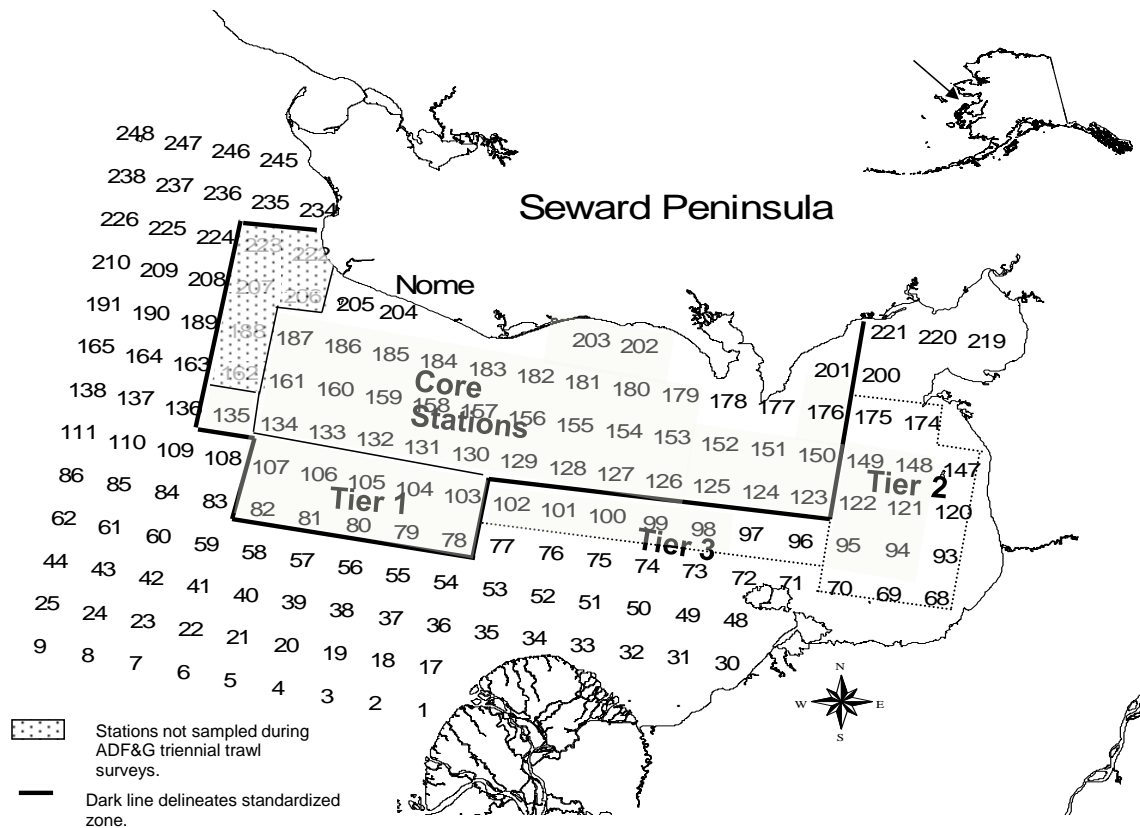 248 247 246 245
238 237 236 235 234
Seward Peninsula
226 225 224 223 222
210 209 208 207 206 205 204
Nome
191 190 189 188 187 186 185 184 183 182 181 180 179 178 177 176
203 202
221 220 219
201 200
175 174
165 164 163 162 161 160 159 158 157 156 155 154 153 152 151 150 149 148 147
Core
Stations
138 137 136 135 134 133 132 131 130 129 128 127 126 125 124 123 122 121 120
Tier 2
111 110 109 108 107 106 105 104 103 102 101 100 99 98 97 96 95 94 93
Tier 1
Tier 3
86 85 84 83 82 81 80 79 78 77 76 75 74 73 72 71 70 69 68
62 61 60 59 58 57 56 55 54 53 52 51 50 49 48
44 43 42 41 40 39 38 37 36 35 34 33 32 31 30
25 24 23 22 21 20 19 18 17
9 8 7 6 5 4 3 2 1
N
W E
S
Stations not sampled during
ADF&G triennial trawl
surveys.
Dark line delineates standardized
zone.